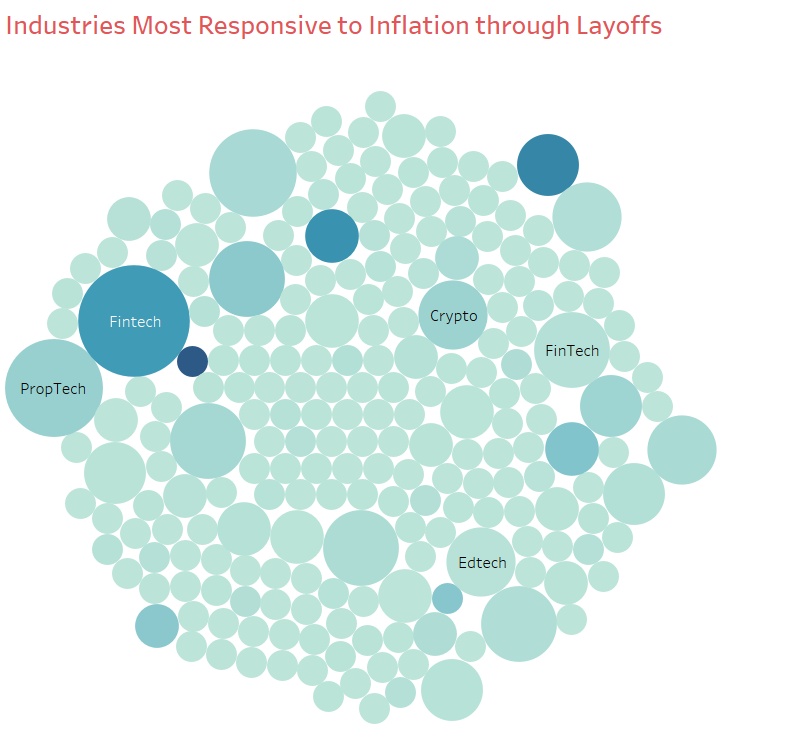 Industries Most Responsive to Inflation through Layoffs
Crypto
Fintech
FinTech
PropTech
Edtech